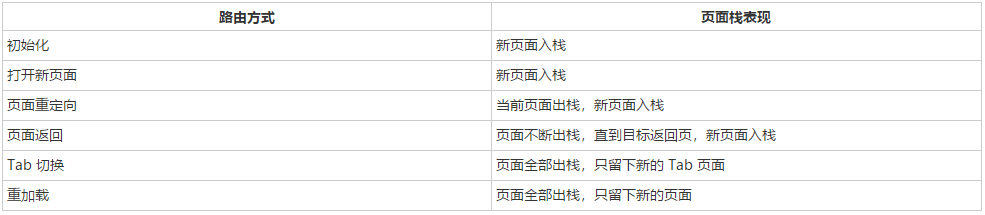 路由方式 页面栈表现
初始化 新页面入栈
打开新页面 新页面入栈
页面重定向 当前页面出栈，新页面入栈
页面返回 页面不断出栈，直到目标返回页，新页面入栈
Tab 切换 页面全部出栈，只留下新的 Tab 页面
重加载 页面全部出栈，只留下新的页面